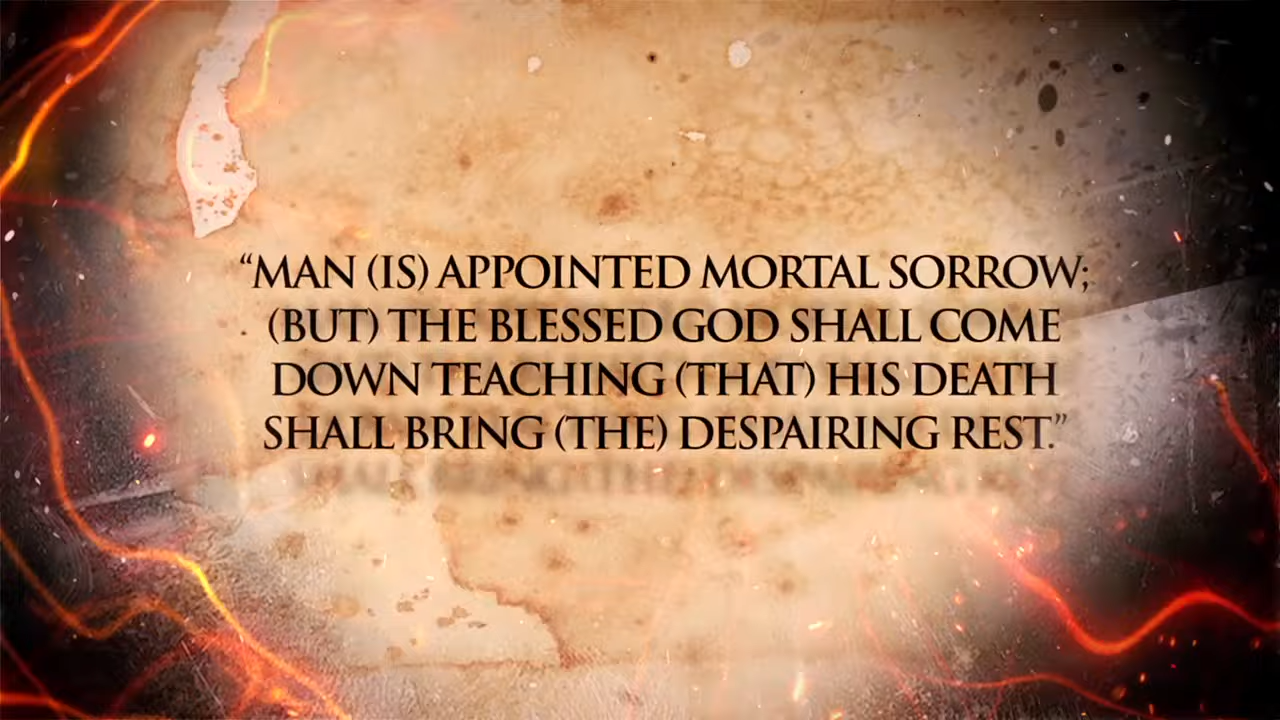 “MAN (IS) APPOINTED MORTAL SORROW;
(BUT) THE BLESSED GOD SHALL COME
DOWN TEACHING (THAT) HIS DEATH
SHALL BRING (THE) DESPAIRING REST.”